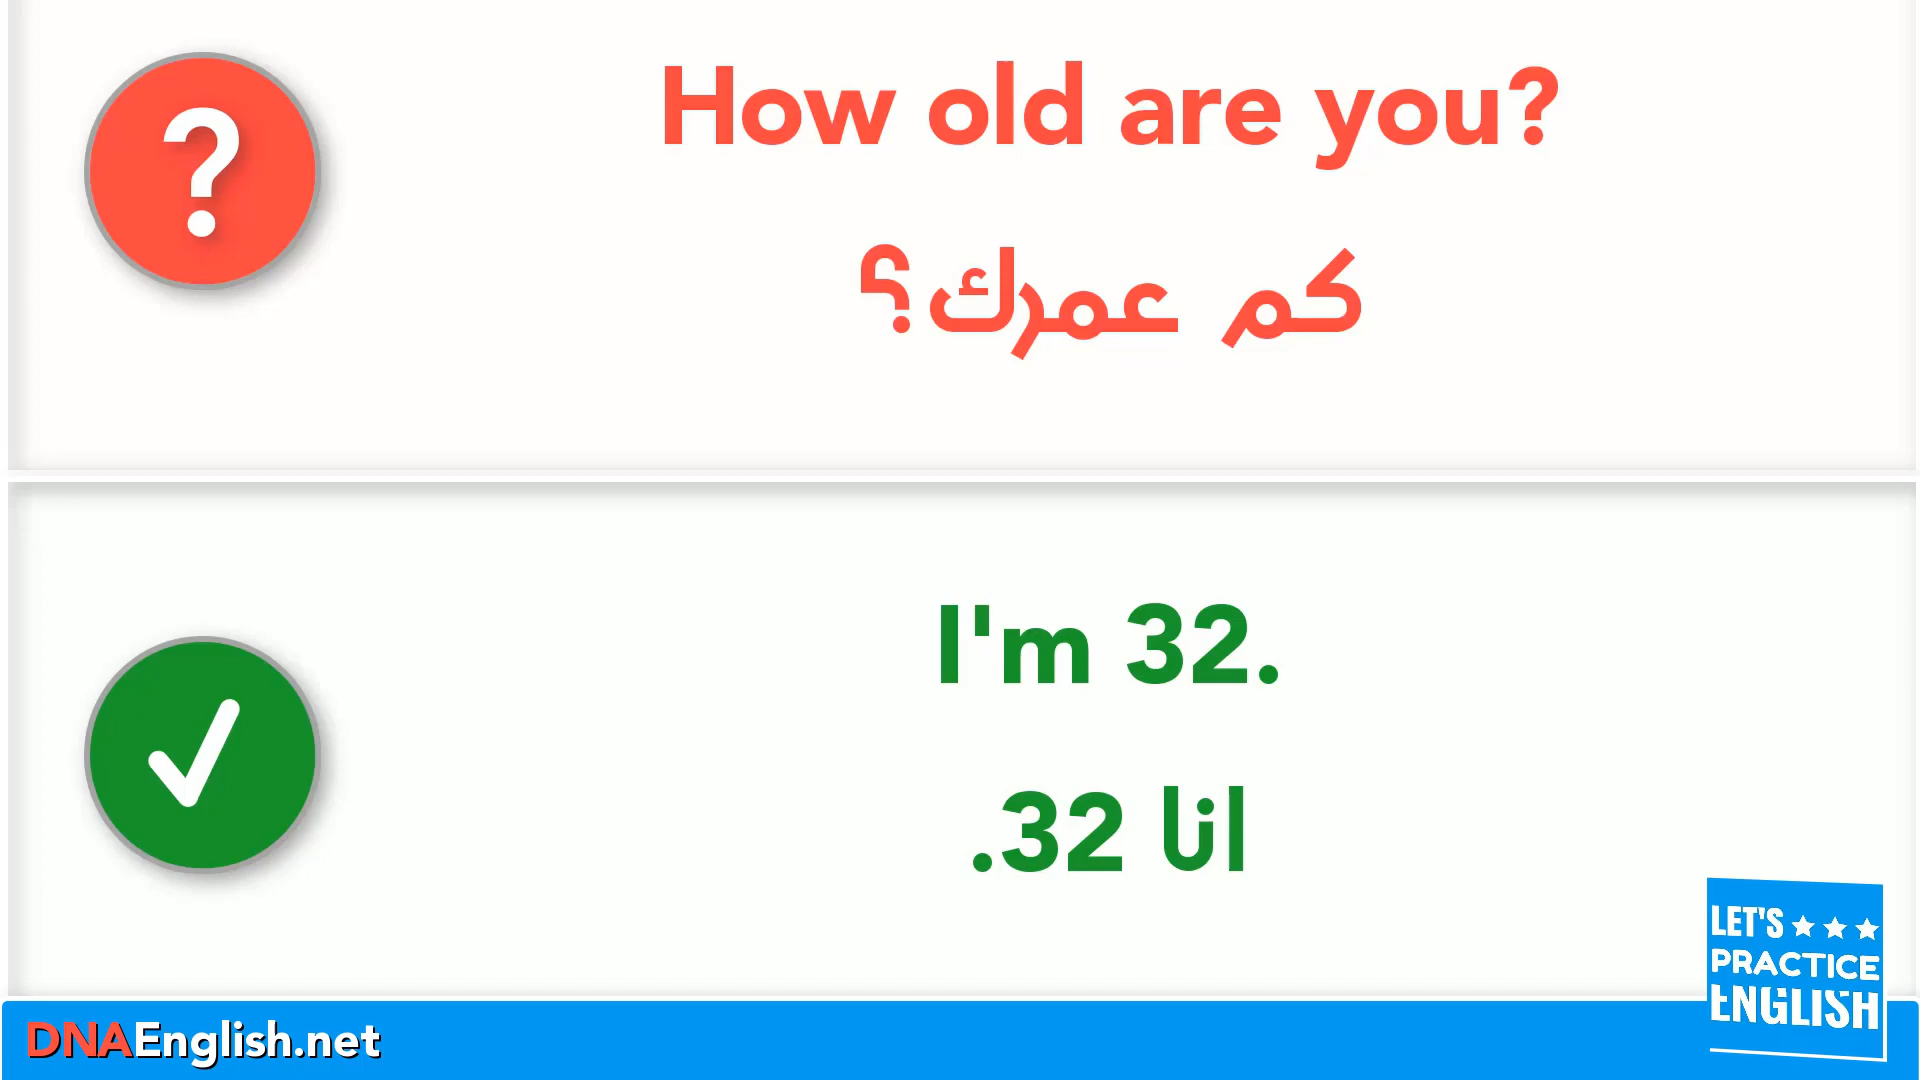 How old are you?
كم عمرك؟
I'm 32.
انا 32.
LET'S
PRACTICE
ENGLISH
DNAEnglish.net